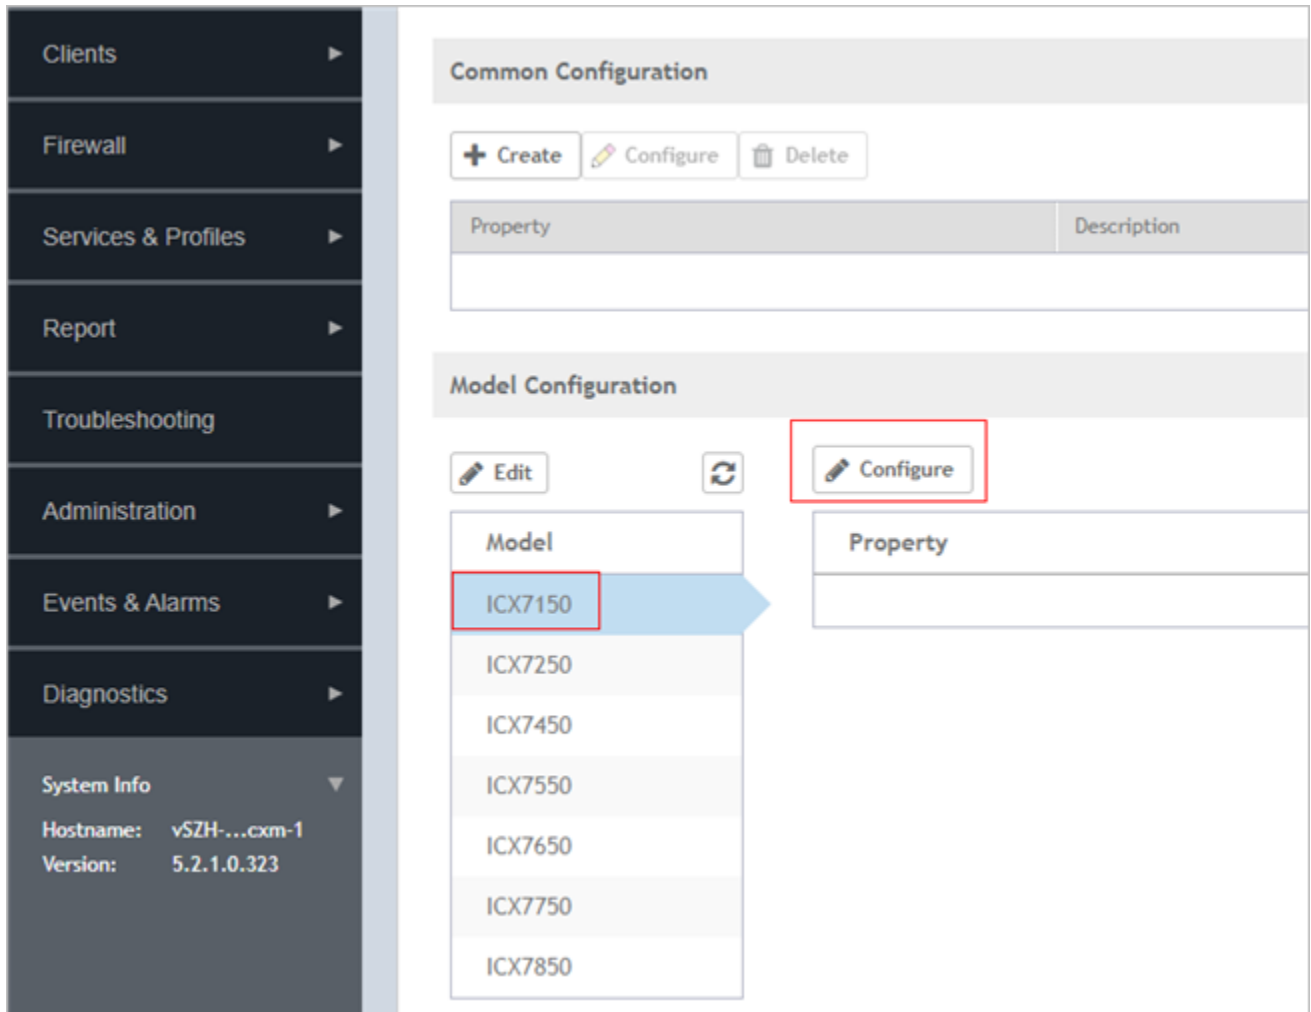 Clients
Firewall
Services & Profiles
Report
Troubleshooting
Administration
Events & Alarms
Diagnostics
System Info
Hostname: vSZH-...cxm-1
Version: 5.2.1.0.323
Common Configuration
Create Configure Delete
Property Description
Model Configuration
Edit Configure
Model Property
ICX7150
ICX7250
ICX7450
ICX7550
ICX7650
ICX7750
ICX7850